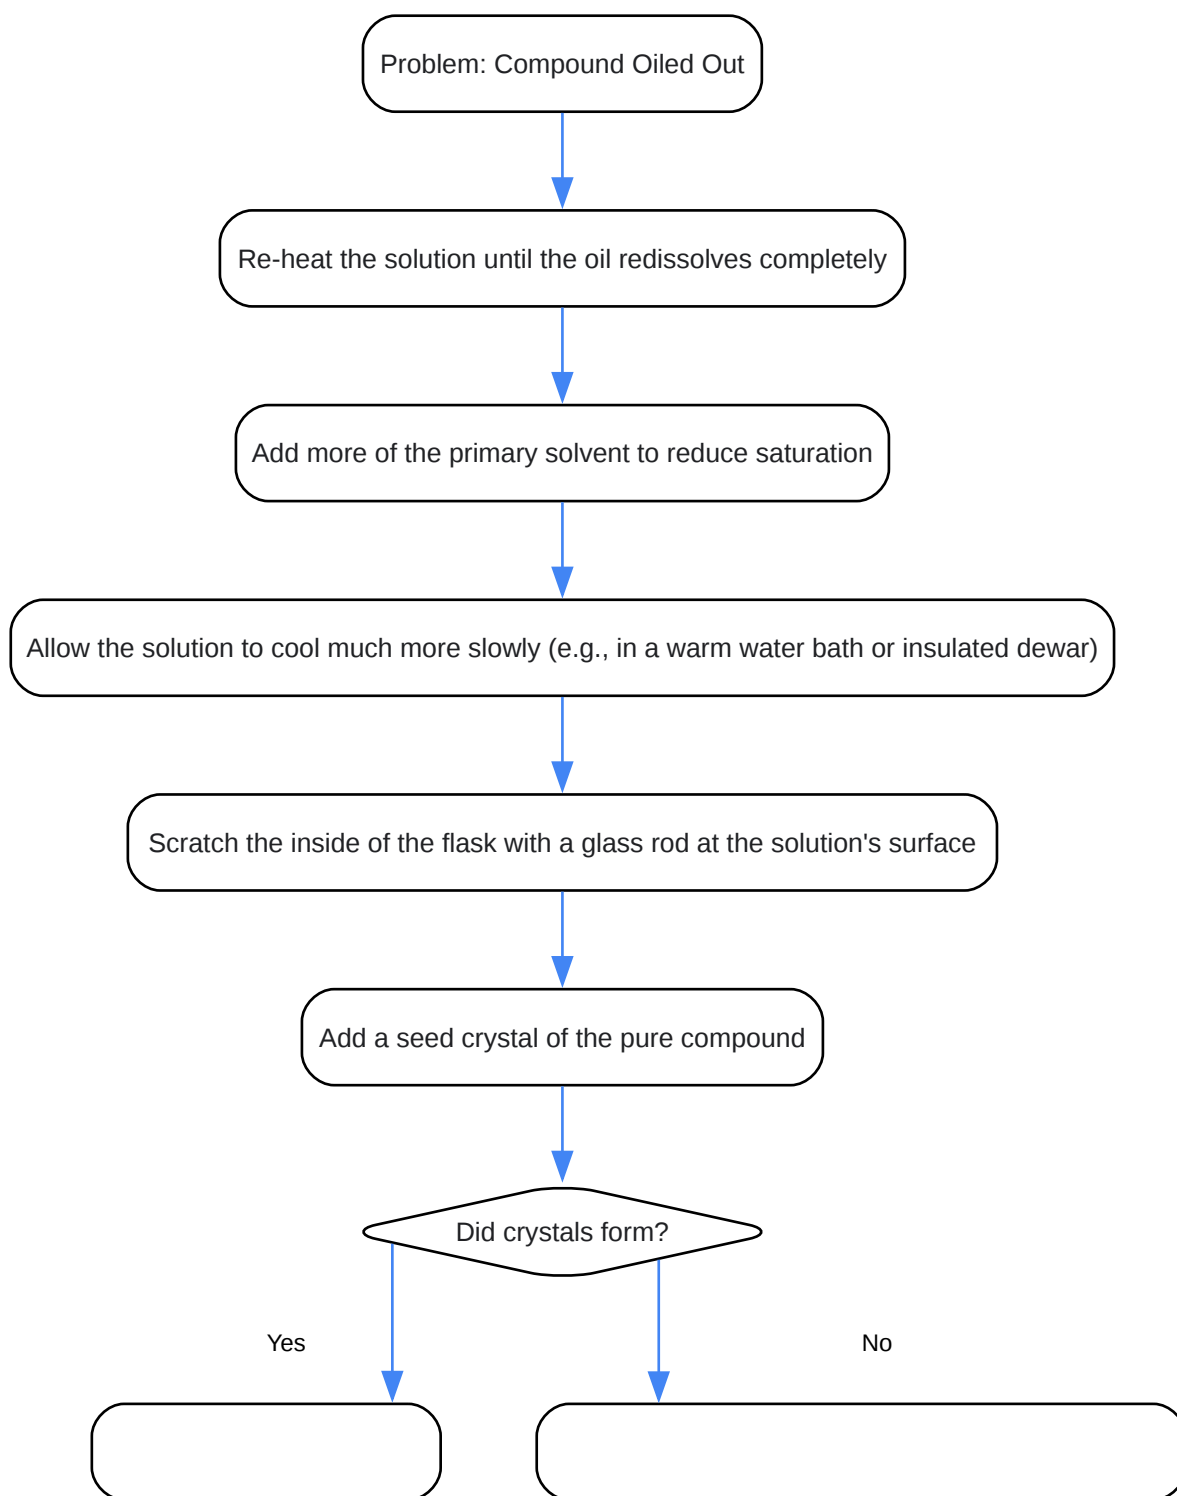 Problem: Compound Oiled Out
Re-heat the solution until the oil redissolves completely
Add more of the primary solvent to reduce saturation
Allow the solution to cool much more slowly (e.g., in a warm water bath or insulated dewar)
Scratch the inside of the flask with a glass rod at the solution's surface
Add a seed crystal of the pure compound
Did crystals form?
Yes
No